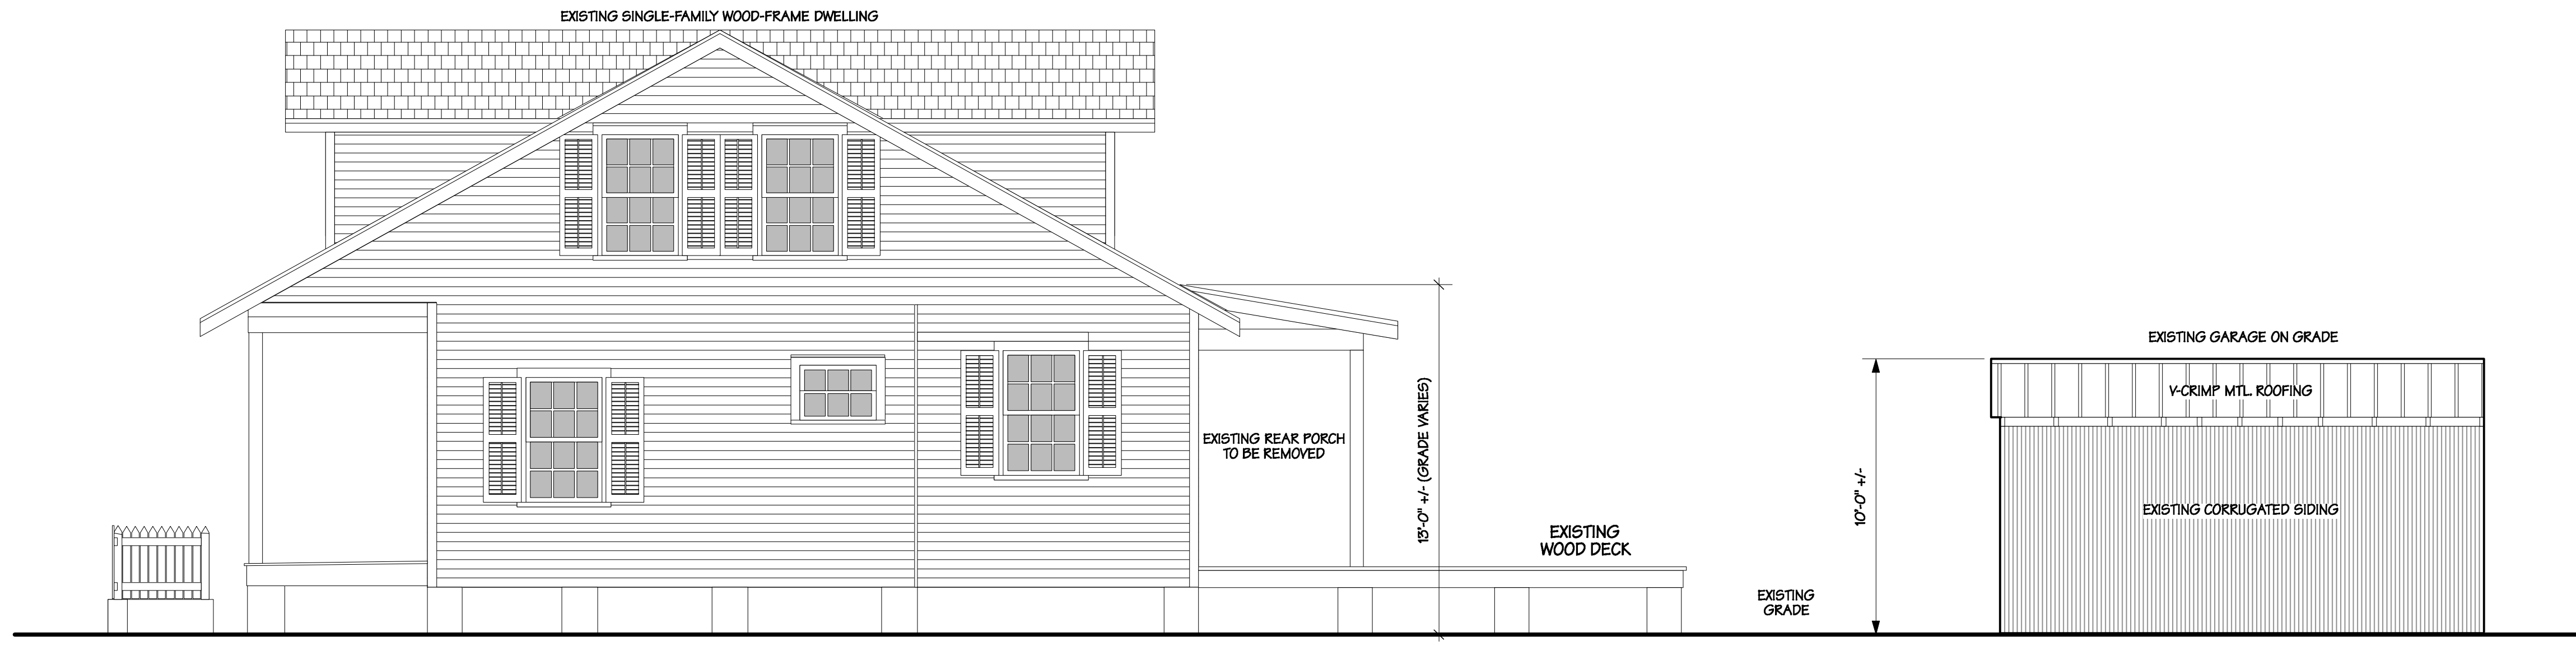 EXISTING SINGLE-FAMILY WOOD-FRAME DWELLING
EXISTING REAR PORCH
TO BE REMOVED
13'-0" +/- (GRADE VARIES)
EXISTING
WOOD DECK
EXISTING
GRADE
10'-0" +/-
EXISTING GARAGE ON GRADE
V-CRIMP MTL. ROOFING
EXISTING CORRUGATED SIDING